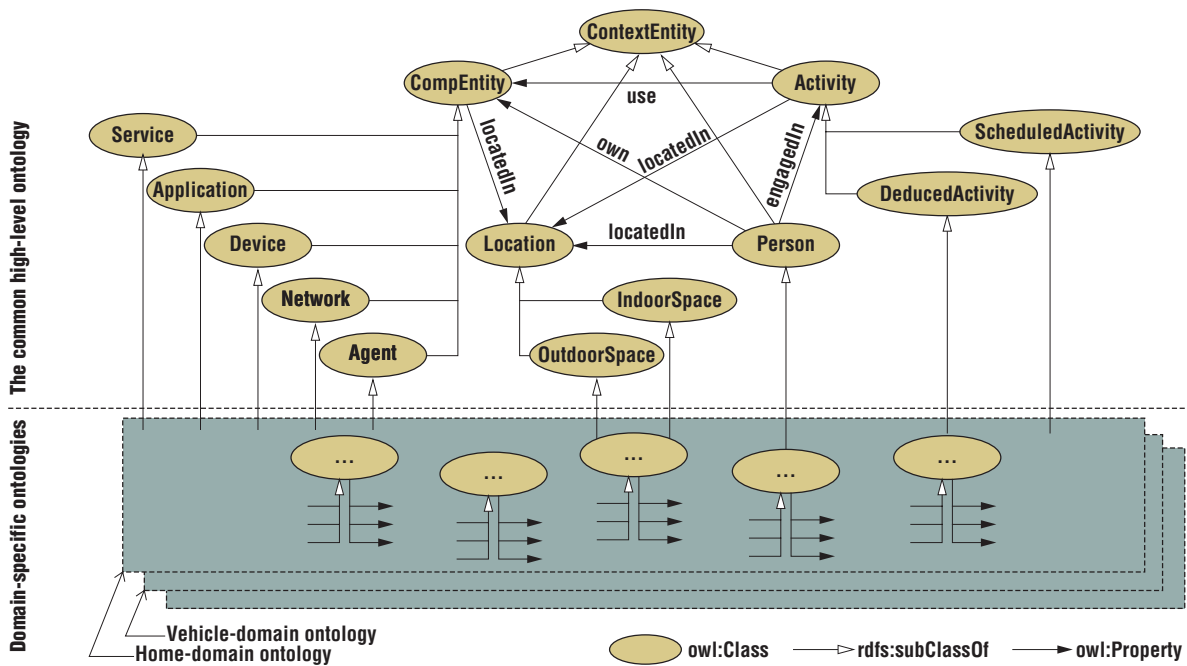 ContextEntity
CompEntity
Activity
use
Service
ScheduledActivity
locatedIn
own
locatedIn
engagedIn
Application
DeducedActivity
Device
Location
locatedIn
Person
Network
IndoorSpace
Agent
OutdoorSpace
The common high-level ontology
Domain-specific ontologies
...
...
...
...
...
Vehicle-domain ontology
Home-domain ontology
owl:Class
rdfs:subClassOf
owl:Property